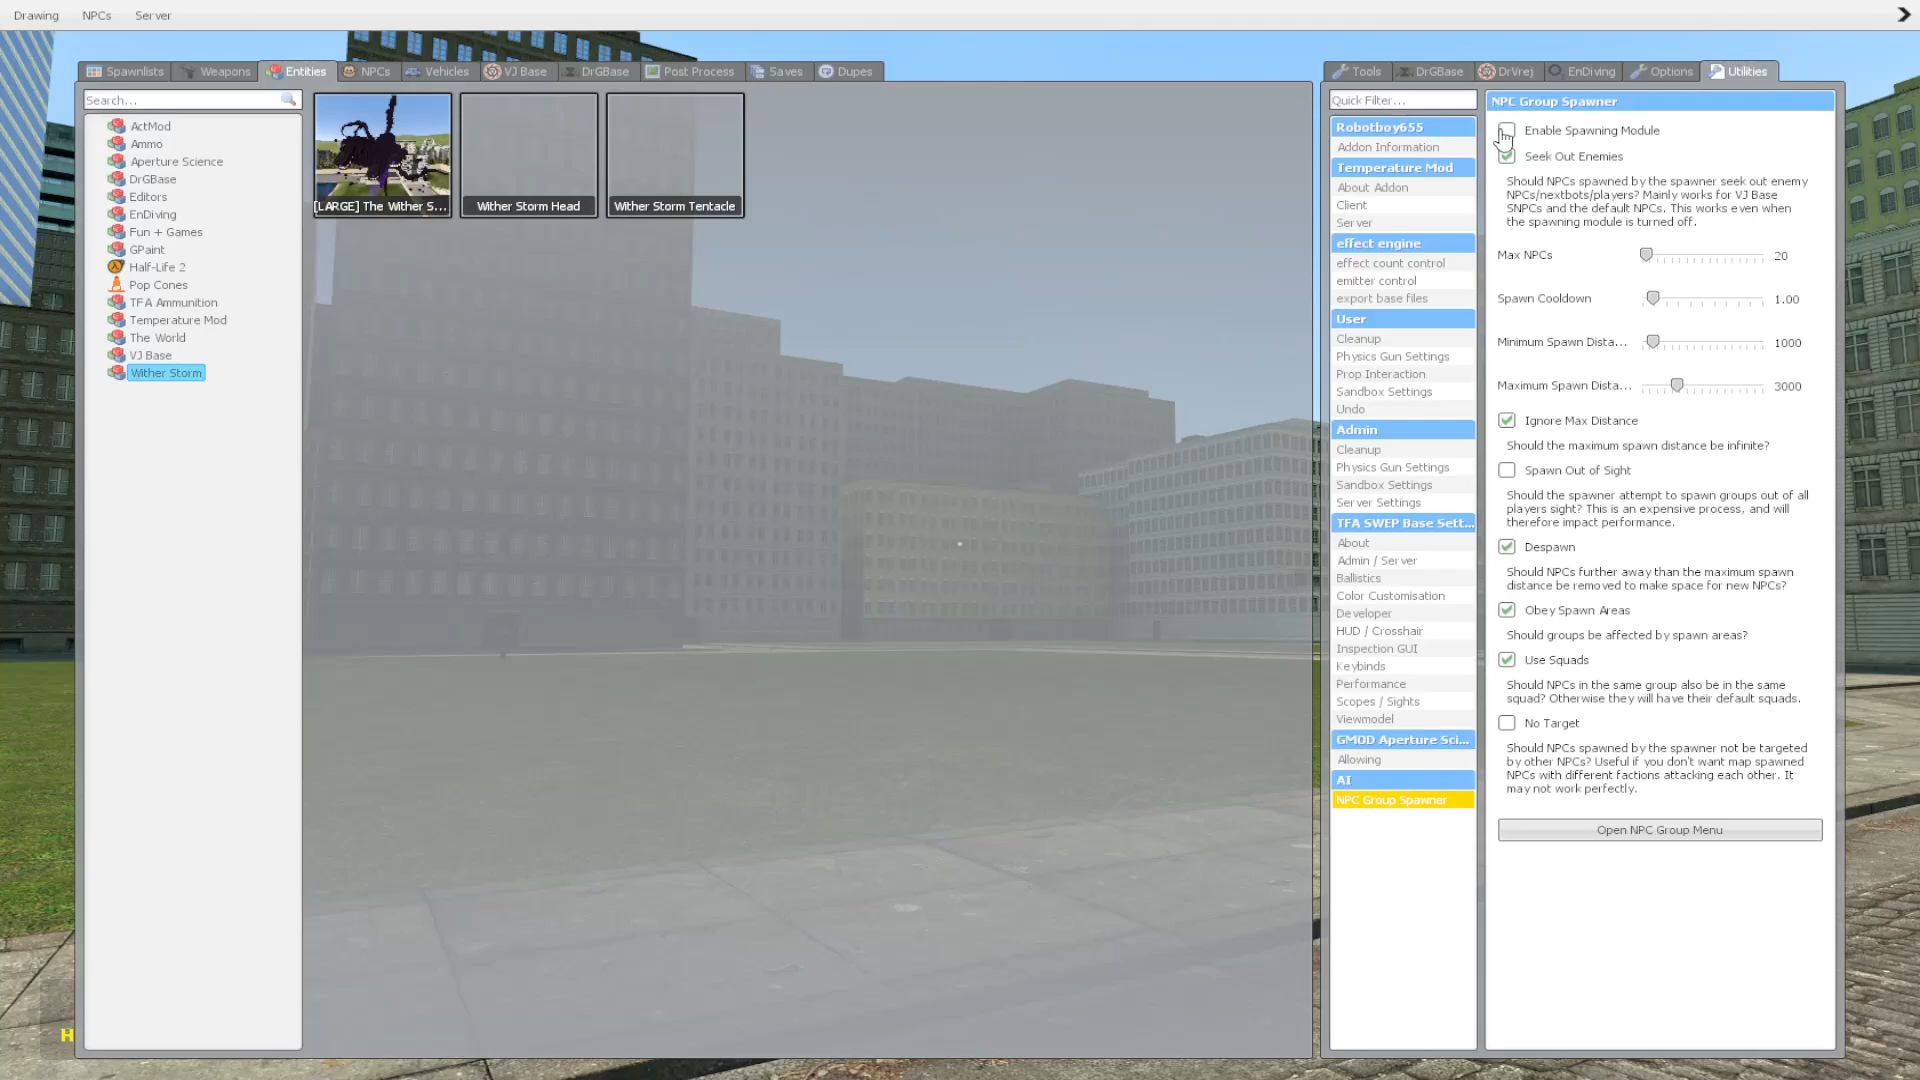 Drawing NPCs Server
Spawnlists Weapons Entities NPCs Vehicles VJ Base DrGBase Post Process Saves Dupes
Search...
ActMod
Ammo
Aperture Science
DrGBase
Editors
EnDiving
Fun + Games
GPaint
Half-Life 2
Pop Cones
TFA Ammunition
Temperature Mod
The World
VJ Base
Wither Storm
[LARGE] The Wither S...
Wither Storm Head
Wither Storm Tentacle
H
Tools DrGBase DrVrej EnDiving Options Utilities
Quick Filter...
Robotboy655
Addon Information
Temperature Mod
About Addon
Client
Server
effect engine
effect count control
emitter control
export base files
User
Cleanup
Physics Gun Settings
Prop Interaction
Sandbox Settings
Undo
Admin
Cleanup
Physics Gun Settings
Sandbox Settings
Server Settings
TFA SWEP Base Sett...
About
Admin / Server
Ballistics
Color Customisation
Developer
HUD / Crosshair
Inspection GUI
Keybinds
Performance
Scopes / Sights
Viewmodel
GMOD Aperture Sci...
Allowing
AI
NPC Group Spawner
NPC Group Spawner
Enable Spawning Module
Seek Out Enemies
Should NPCs spawned by the spawner seek out enemy
NPCs/nextbots/players? Mainly works for VJ Base
SNPCs and the default NPCs. This works even when
the spawning module is turned off.
Max NPCs 20
Spawn Cooldown 1.00
Minimum Spawn Dista... 1000
Maximum Spawn Dista... 3000
Ignore Max Distance
Should the maximum spawn distance be infinite?
Spawn Out of Sight
Should the spawner attempt to spawn groups out of all
players sight? This is an expensive process, and will
therefore impact performance.
Despawn
Should NPCs further away than the maximum spawn
distance be removed to make space for new NPCs?
Obey Spawn Areas
Should groups be affected by spawn areas?
Use Squads
Should NPCs in the same group also be in the same
squad? Otherwise they will have their default squads.
No Target
Should NPCs spawned by the spawner not be targeted
by other NPCs? Useful if you don't want map spawned
NPCs with different factions attacking each other. It
may not work perfectly.
Open NPC Group Menu